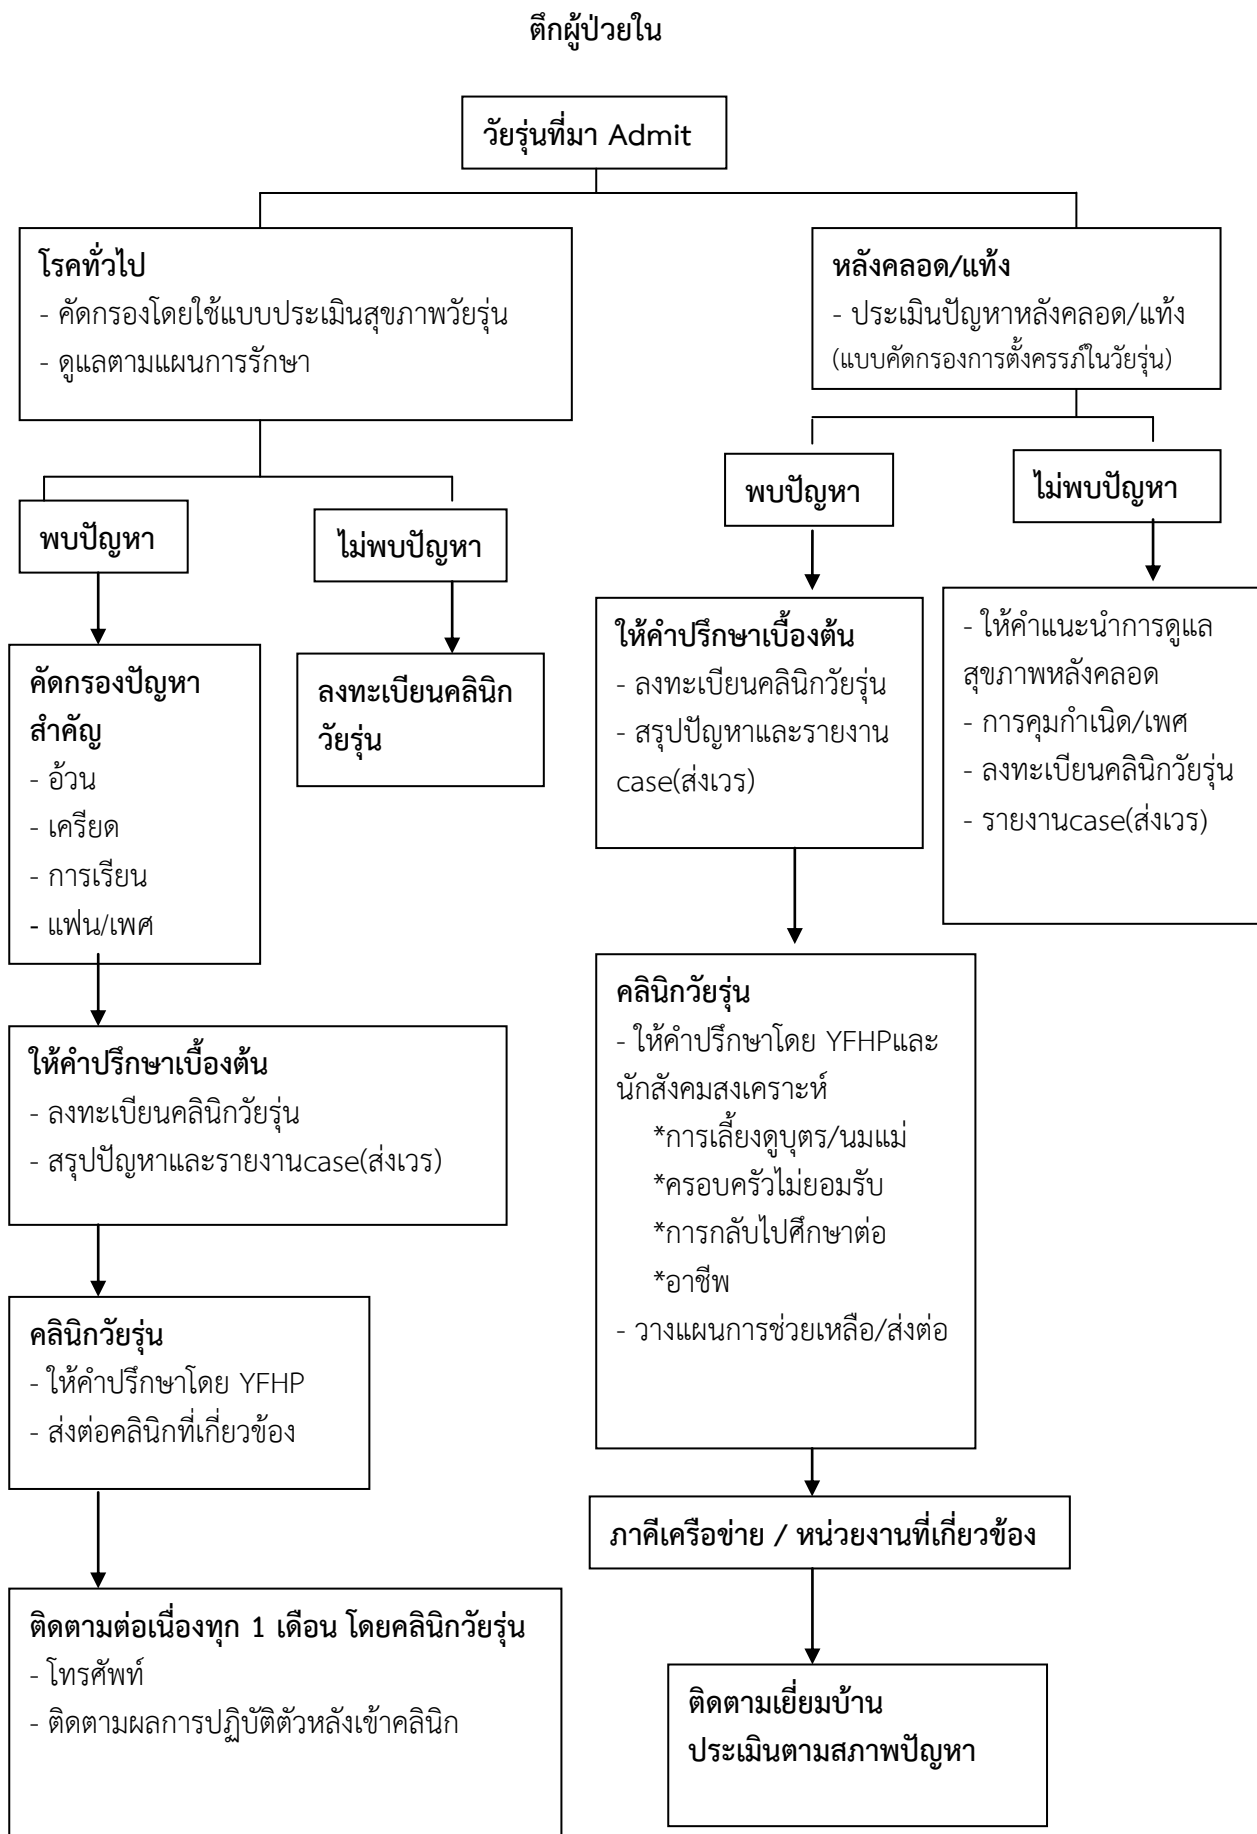 ตึกผู้ป่วยใน
วัยรุ่นที่มา Admit
โรคทั่วไป
- คัดกรองโดยใช้แบบประเมินสุขภาพวัยรุ่น
- ดูแลตามแผนการรักษา
หลังคลอด/แท้ง
- ประเมินปัญหาหลังคลอด/แท้ง
(แบบคัดกรองการตั้งครรภ์ในวัยรุ่น)
พบปัญหา
ไม่พบปัญหา
พบปัญหา
ไม่พบปัญหา
คัดกรองปัญหา
สำคัญ
- อ้วน
- เครียด
- การเรียน
- แฟน/เพศ
ลงทะเบียนคลินิก
วัยรุ่น
ให้คำปรึกษาเบื้องต้น
- ลงทะเบียนคลินิกวัยรุ่น
- สรุปปัญหาและรายงาน
case(ส่งเวร)
- ให้คำแนะนำการดูแล
สุขภาพหลังคลอด
- การคุมกำเนิด/เพศ
- ลงทะเบียนคลินิกวัยรุ่น
- รายงานcase(ส่งเวร)
ให้คำปรึกษาเบื้องต้น
- ลงทะเบียนคลินิกวัยรุ่น
- สรุปปัญหาและรายงานcase(ส่งเวร)
คลินิกวัยรุ่น
- ให้คำปรึกษาโดย YFHP
- ส่งต่อคลินิกที่เกี่ยวข้อง
ติดตามต่อเนื่องทุก 1 เดือน โดยคลินิกวัยรุ่น
- โทรศัพท์
- ติดตามผลการปฏิบัติตัวหลังเข้าคลินิก
คลินิกวัยรุ่น
- ให้คำปรึกษาโดย YFHPและ
นักสังคมสงเคราะห์
*การเลี้ยงดูบุตร/นมแม่
*ครอบครัวไม่ยอมรับ
*การกลับไปศึกษาต่อ
*อาชีพ
- วางแผนการช่วยเหลือ/ส่งต่อ
ภาคีเครือข่าย / หน่วยงานที่เกี่ยวข้อง
ติดตามเยี่ยมบ้าน
ประเมินตามสภาพปัญหา